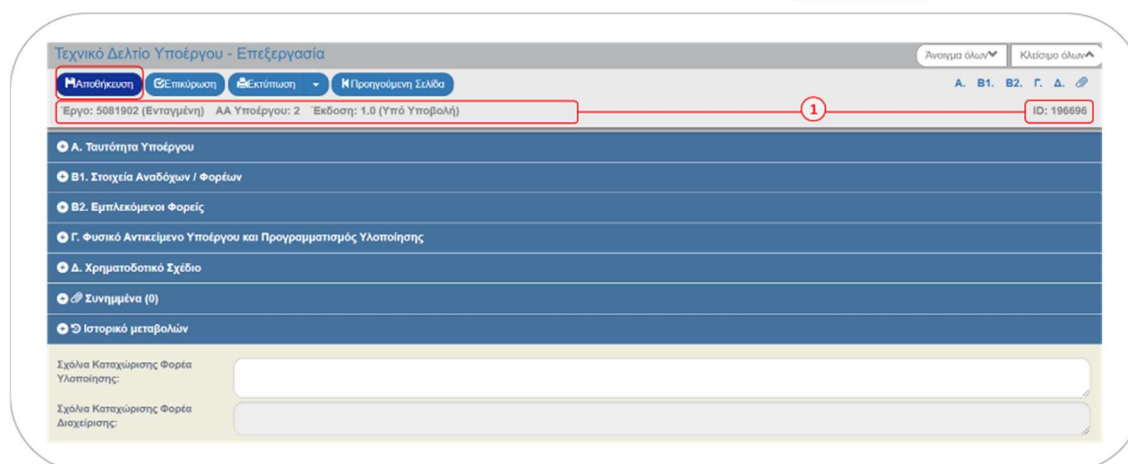 Τεχνικό Δελτίο Υποέργου - Επεξεργασία Άνοιγμα όλων Κλείσιμο όλων
Αποθήκευση Επικύρωση Εκτύπωση Προηγούμενη Σελίδα Α. Β1. Β2. Γ. Δ.
Έργο: 5081902 (Ενταγμένη) ΑΑ Υποέργου: 2 Έκδοση: 1.0 (Υπό Υποβολή) 1 ID: 196696
Α. Ταυτότητα Υποέργου
Β1. Στοιχεία Αναδόχων / Φορέων
Β2. Εμπλεκόμενοι Φορείς
Γ. Φυσικό Αντικείμενο Υποέργου και Προγραμματισμός Υλοποίησης
Δ. Χρηματοδοτικό Σχέδιο
Συνημμένα (0)
Ιστορικό μεταβολών
Σχόλια Καταχώρισης Φορέα
Υλοποίησης:
Σχόλια Καταχώρισης Φορέα
Διαχείρισης: